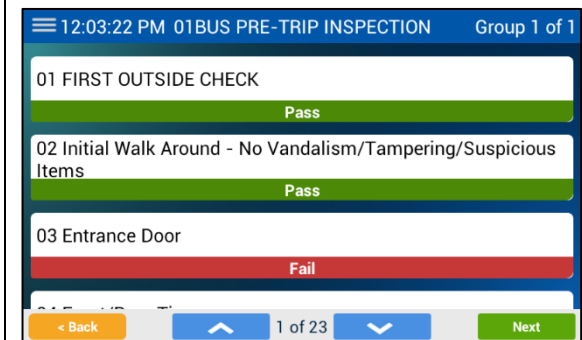 12:03:22 PM 01BUS PRE-TRIP INSPECTION Group 1 of 1
01 FIRST OUTSIDE CHECK
Pass
02 Initial Walk Around - No Vandalism/Tampering/Suspicious
Items
Pass
03 Entrance Door
Fail
< Back 1 of 23 Next